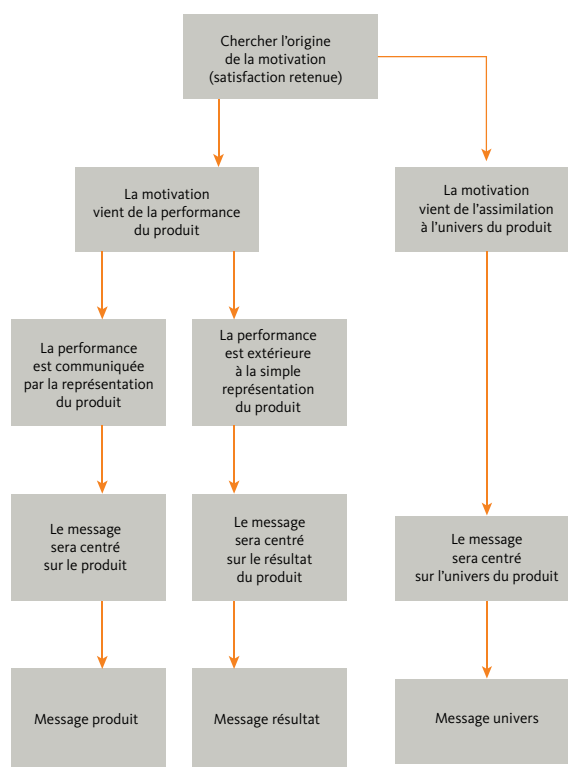 Chercher l'origine
de la motivation
(satisfaction retenue)
La motivation
vient de la performance
du produit
La motivation
vient de l'assimilation
à l'univers du produit
La performance
est communiquée
par la représentation
du produit
La performance
est extérieure
à la simple
représentation
du produit
Le message
sera centré
sur le produit
Le message
sera centré
sur le résultat
du produit
Le message
sera centré
sur l'univers du produit
Message produit
Message résultat
Message univers